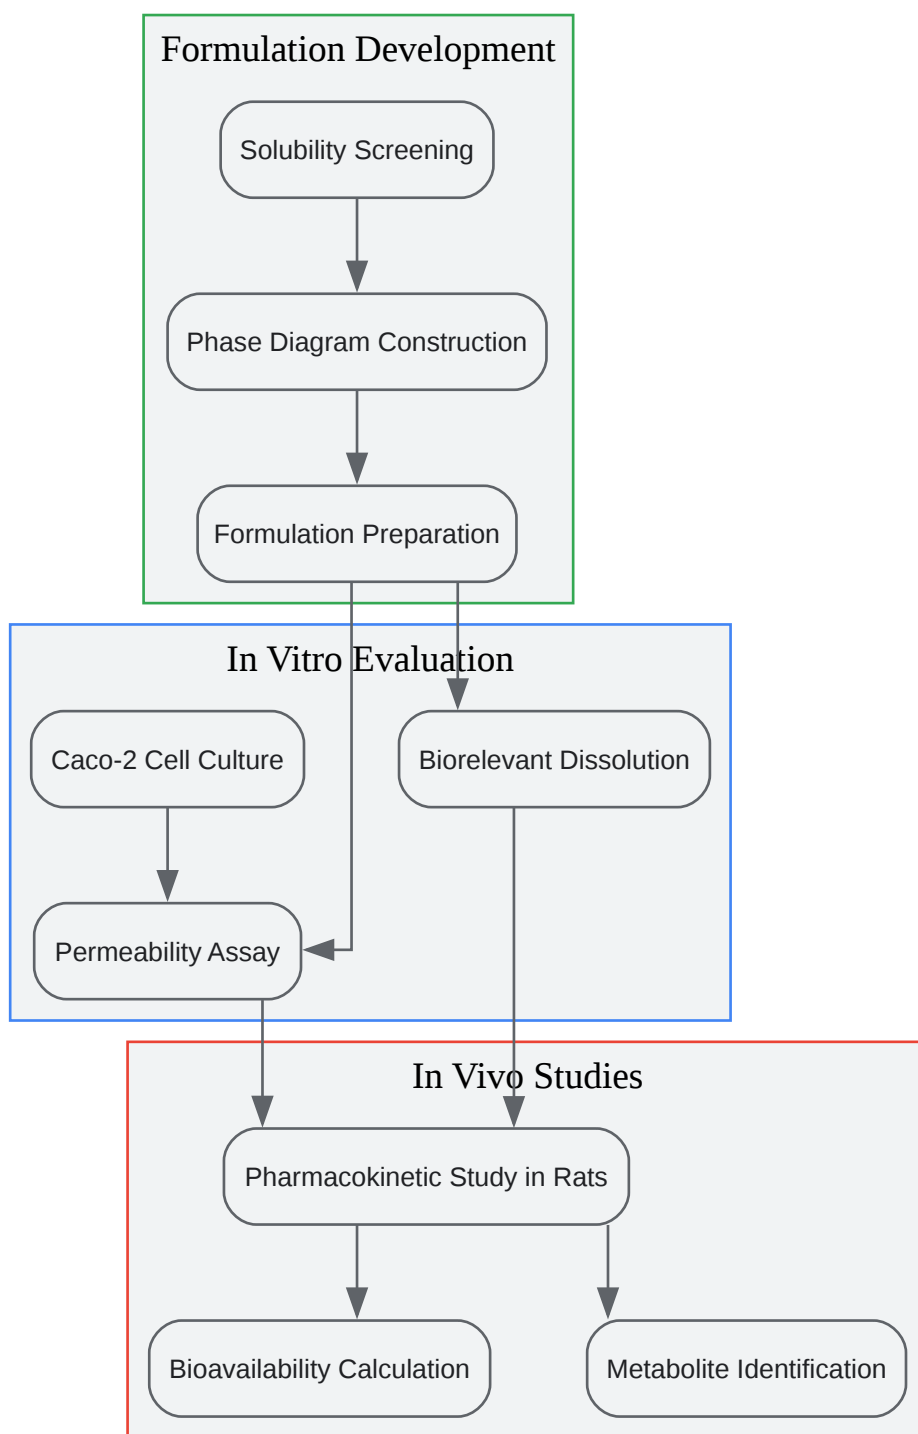 Formulation Development
Solubility Screening
Phase Diagram Construction
Formulation Preparation
In Vitro Evaluation
Caco-2 Cell Culture
Biorelevant Dissolution
Permeability Assay
In Vivo Studies
Pharmacokinetic Study in Rats
Bioavailability Calculation
Metabolite Identification